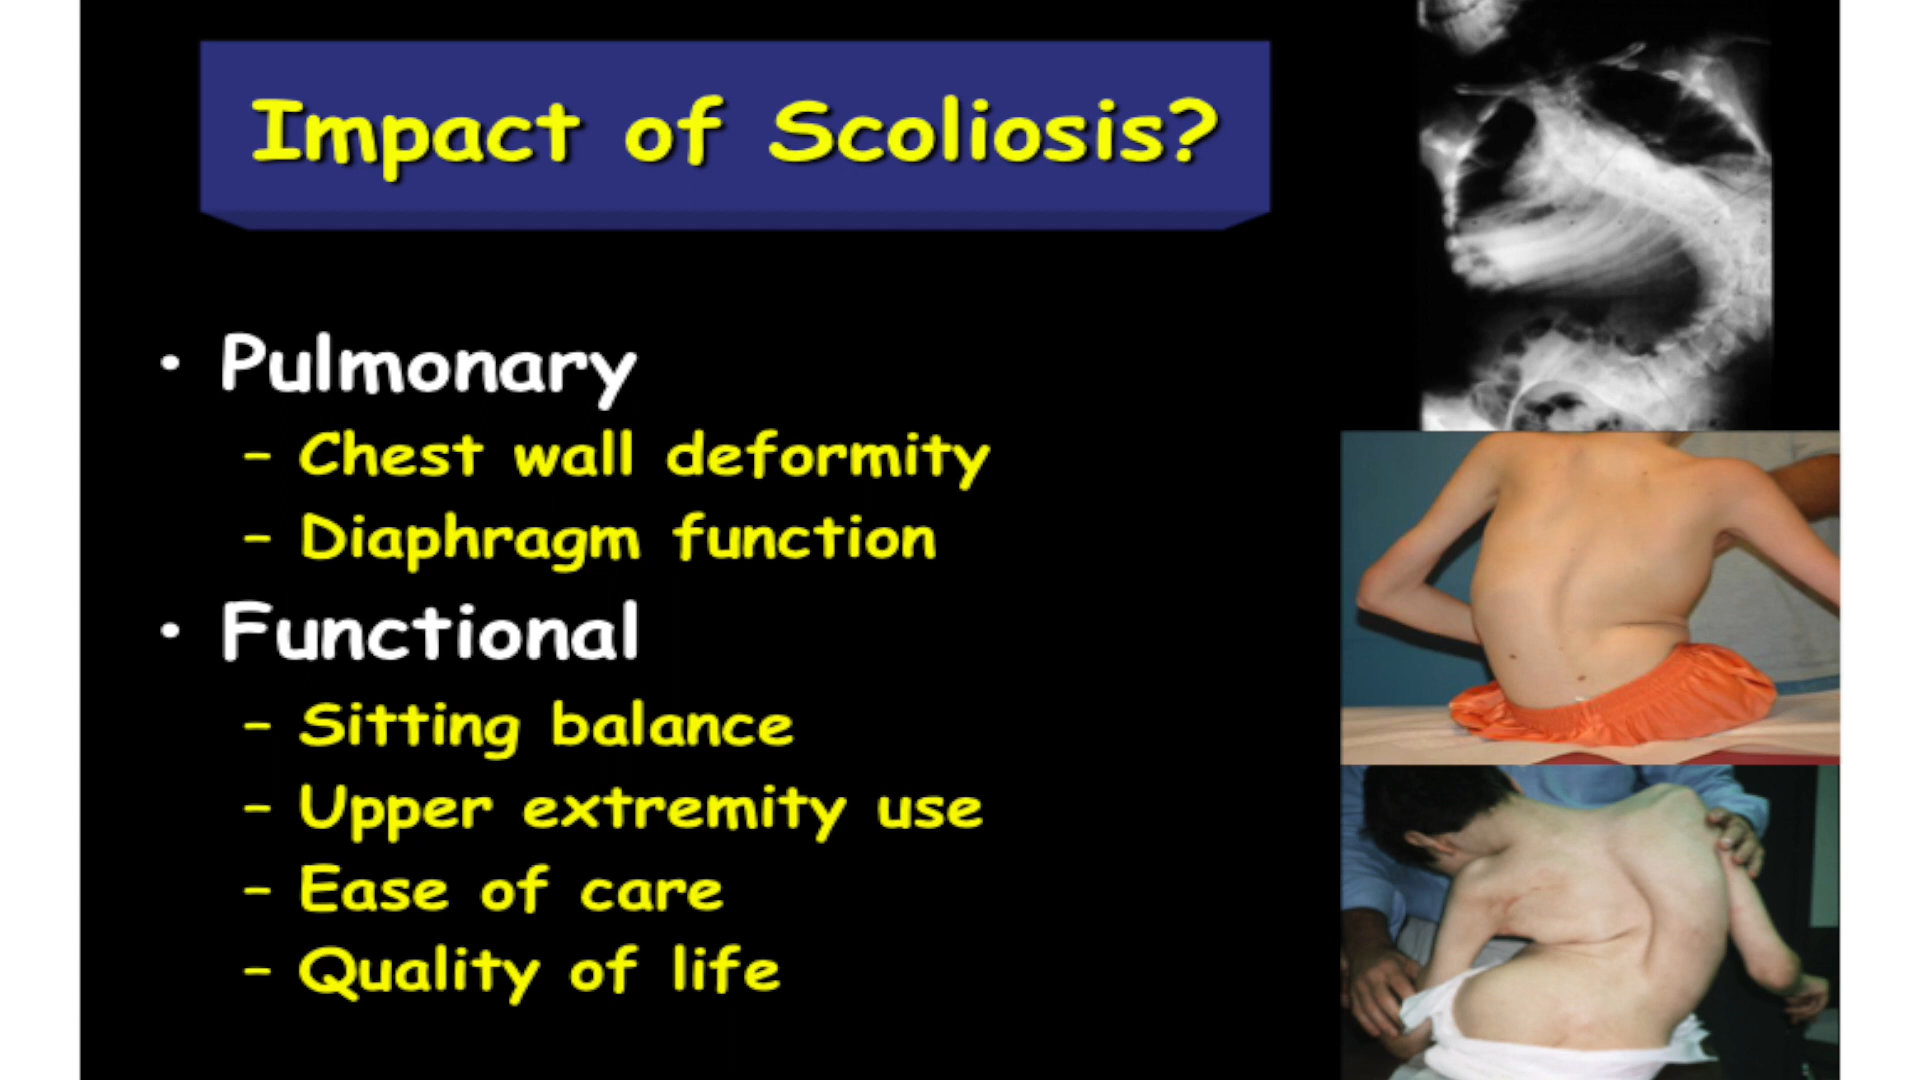 Impact of Scoliosis?
• Pulmonary
– Chest wall deformity
– Diaphragm function
• Functional
– Sitting balance
– Upper extremity use
– Ease of care
– Quality of life